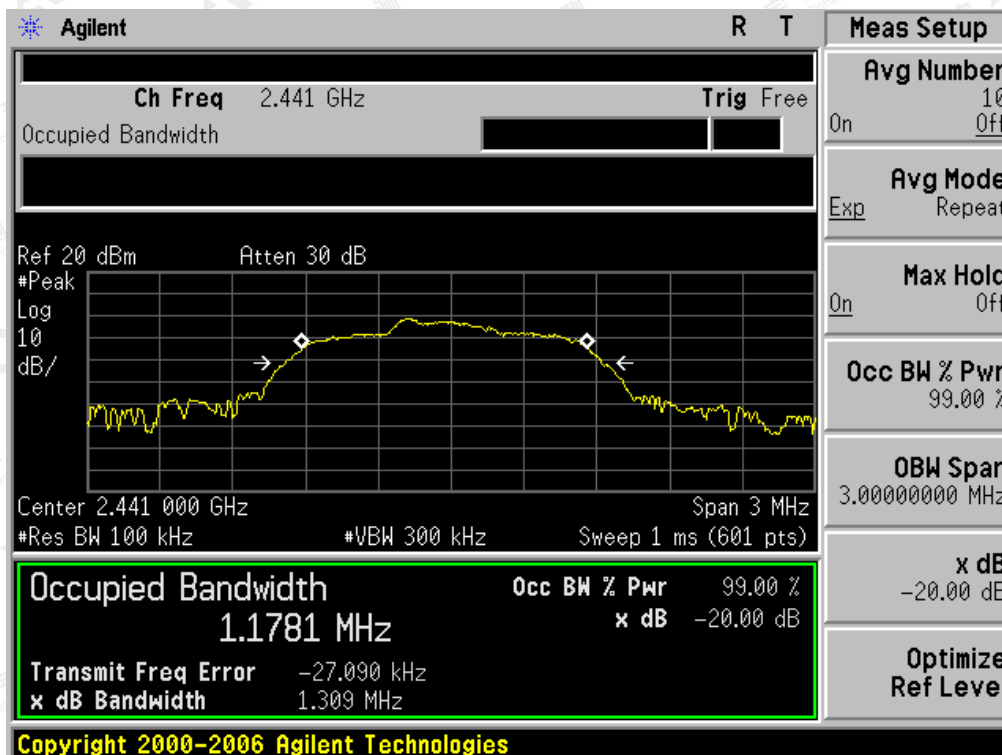 Agilent R T
Ch Freq 2.441 GHz Trig Free
Occupied Bandwidth
Ref 20 dBm Atten 30 dB
#Peak
Log
10
dB/
Center 2.441 000 GHz Span 3 MHz
#Res BW 100 kHz #VBW 300 kHz Sweep 1 ms (601 pts)
Occupied Bandwidth Occ BW % Pwr 99.00 %
1.1781 MHz x dB -20.00 dB
Transmit Freq Error -27.090 kHz
x dB Bandwidth 1.309 MHz
Copyright 2000-2006 Agilent Technologies
Meas Setup
Avg Number
10
On Off
Avg Mode
Exp Repeat
Max Hold
On Off
Occ BW % Pwr
99.00 %
OBW Span
3.00000000 MHz
x dB
-20.00 dB
Optimize
Ref Level